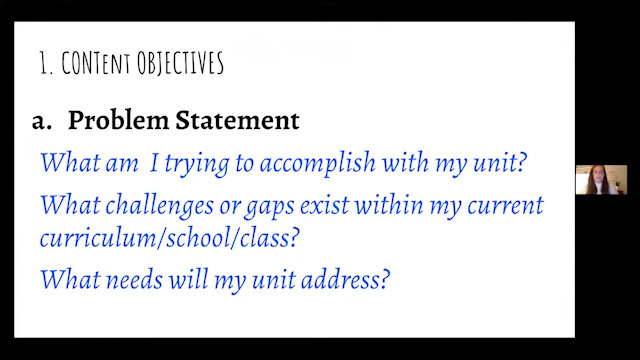 1. CONTent OBJECTIVES
a. Problem Statement
What am I trying to accomplish with my unit?
What challenges or gaps exist within my current
curriculum/school/class?
What needs will my unit address?